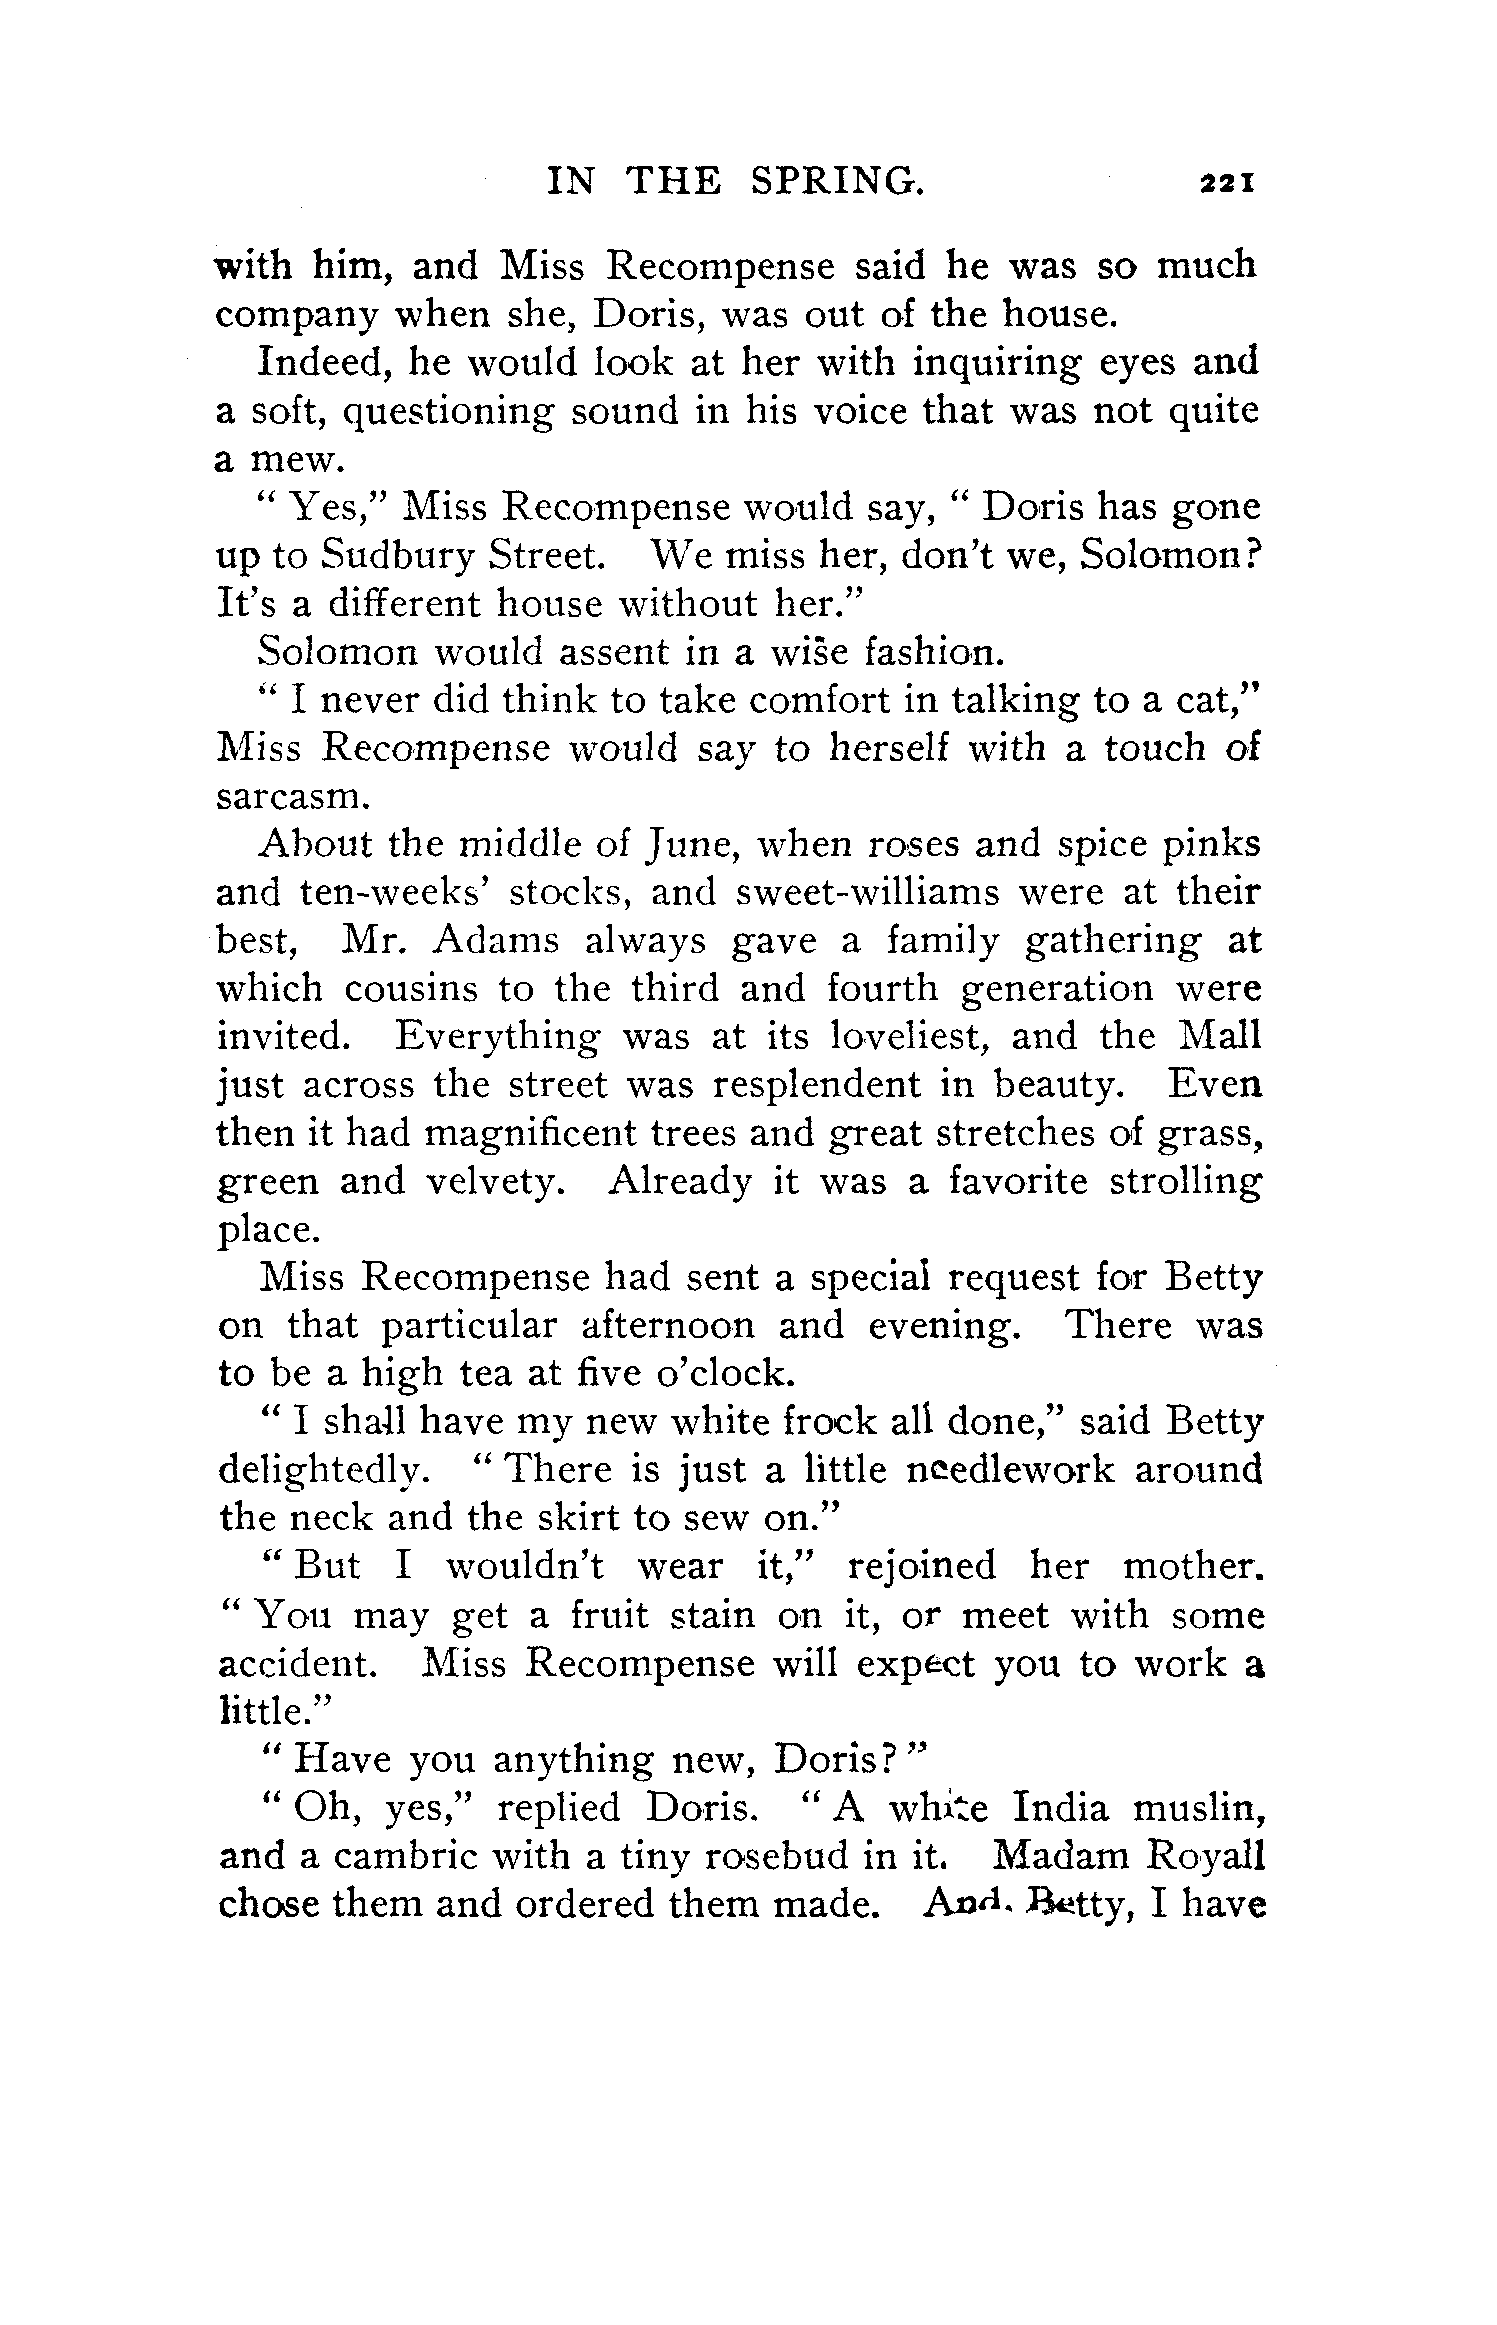 IN THE SPRING. 221
with him, and Miss Recompense said he was so much
company when she, Doris, was out of the house.
Indeed, he would look at her with inquiring eyes and
a soft, questioning sound in his voice that was not quite
a mew.
" Yes," Miss Recompense would say, " Doris has gone
up to Sudbury Street. We miss her, don't we, Solomon?
It's a different house without her."
Solomon would assent in a wise fashion.
" I never did think to take comfort in talking to a cat,"
Miss Recompense would say to herself with a touch of
sarcasm.
About the middle of June, when roses and spice pinks
and ten-weeks' stocks, and sweet-williams were at their
best, Mr. Adams always gave a family gathering at
which cousins to the third and fourth generation were
invited. Everything was at its loveliest, and the Mall
just across the street was resplendent in beauty. Even
then it had magnificent trees and great stretches of grass,
green and velvety. Already it was a favorite strolling
place.
Miss Recompense had sent a special request for Betty
on that particular afternoon and evening. There was
to be a high tea at five o'clock.
" I shall have my new white frock all done," said Betty
delightedly. " There is just a little needlework around
the neck and the skirt to sew on."
" But I wouldn't wear it," rejoined her mother.
" You may get a fruit stain on it, or meet with some
accident. Miss Recompense will expect you to work a
little."
" Have you anything new, Doris? "
" Oh, yes," replied Doris. " A white India muslin,
and a cambric with a tiny rosebud in it. Madam Royall
chose them and ordered them made. And, Betty, I have